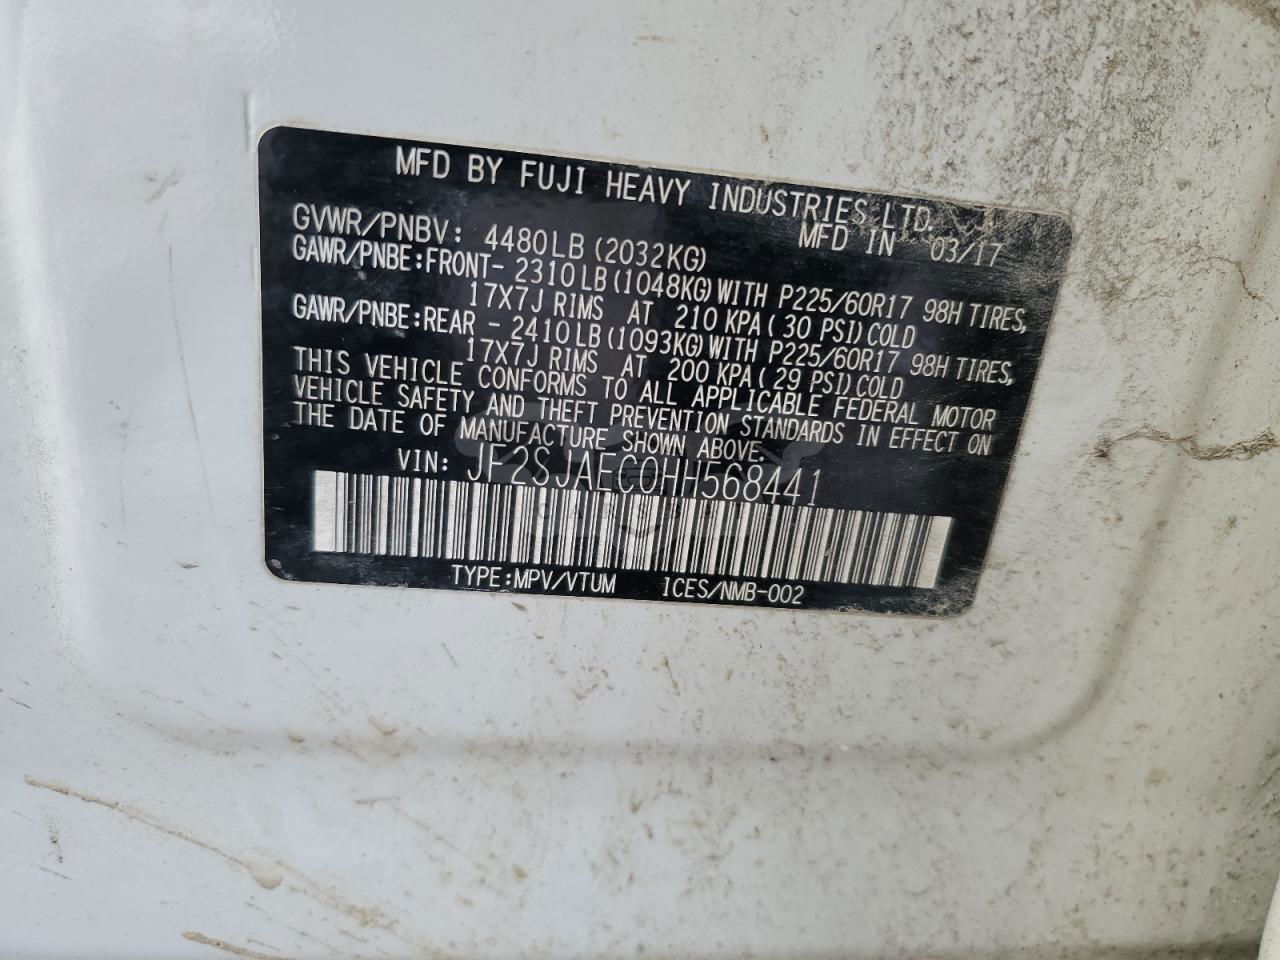 MFD BY FUJI HEAVY INDUSTRIES LTD.
MFD IN 03/17
GVWR/PNBV: 4480LB (2032KG)
GAWR/PNBE:FRONT- 2310LB (1048KG) WITH P225/60R17 98H TIRES,
17X7J RIMS AT 210 KPA ( 30 PSI) COLD
GAWR/PNBE:REAR - 2410LB (1093KG) WITH P225/60R17 98H TIRES,
17X7J RIMS AT 200 KPA ( 29 PSI) COLD
THIS VEHICLE CONFORMS TO ALL APPLICABLE FEDERAL MOTOR
VEHICLE SAFETY AND THEFT PREVENTION STANDARDS IN EFFECT ON
THE DATE OF MANUFACTURE SHOWN ABOVE.
VIN: JF2SJAEC0HH568441
TYPE:MPV/VTUM ICES/NMB-002